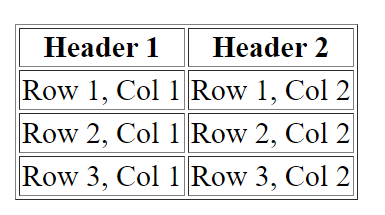 Header 1 Header 2
Row 1, Col 1 Row 1, Col 2
Row 2, Col 1 Row 2, Col 2
Row 3, Col 1 Row 3, Col 2